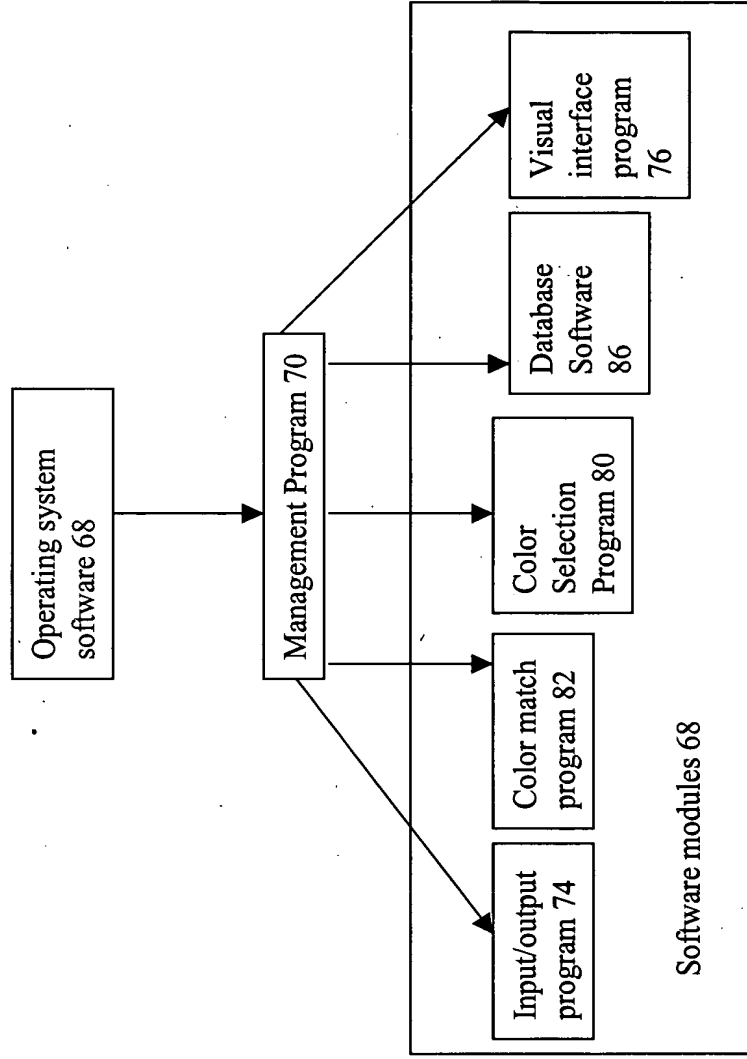 Operating system
software 68
Management Program 70
Input/output
program 74
Color match
program 82
Color
Selection
Program 80
Database
Software
86
Visual
interface
program
76
Software modules 68